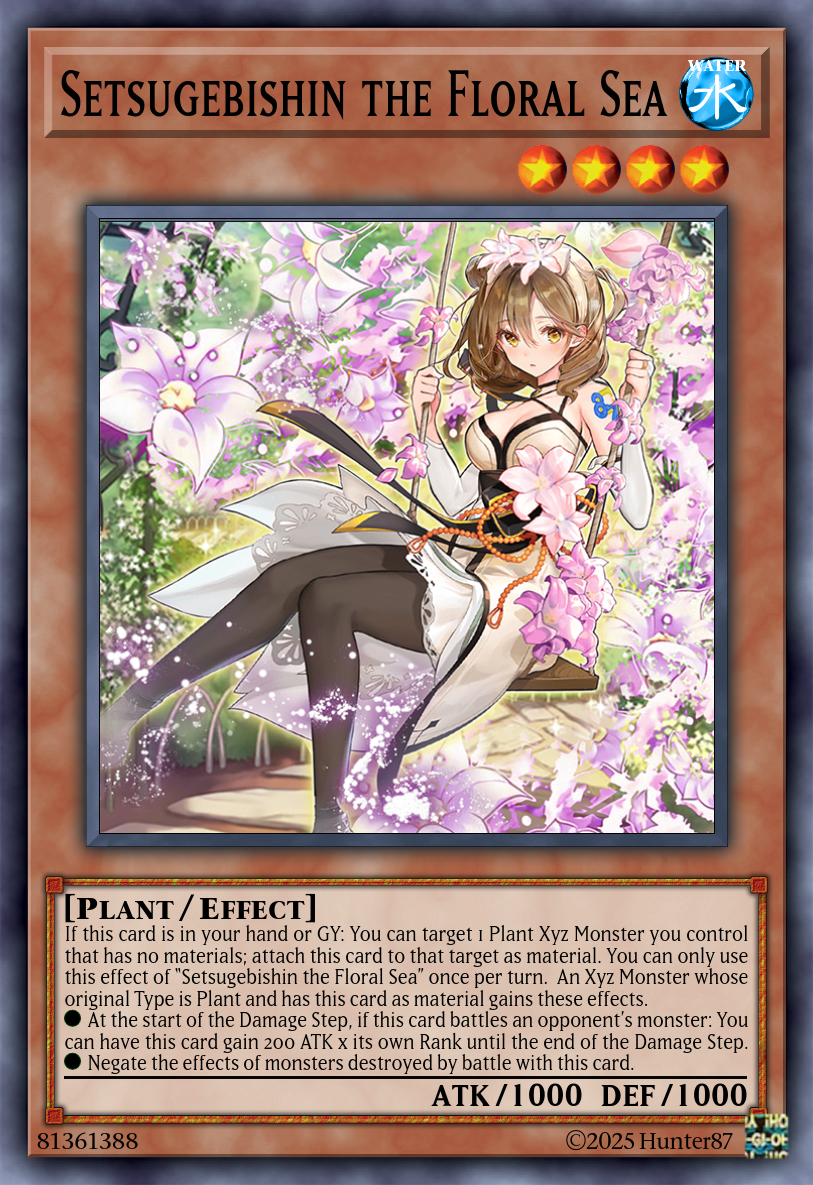 Setsugebishin the Floral Sea
WATER
水
[Plant / Effect]
If this card is in your hand or GY: You can target 1 Plant Xyz Monster you control
that has no materials; attach this card to that target as material. You can only use
this effect of "Setsugebishin the Floral Sea" once per turn.  An Xyz Monster whose
original Type is Plant and has this card as material gains these effects.
● At the start of the Damage Step, if this card battles an opponent's monster: You
can have this card gain 200 ATK x its own Rank until the end of the Damage Step.
● Negate the effects of monsters destroyed by battle with this card.
ATK/1000 DEF/1000
81361388
©2025 Hunter87